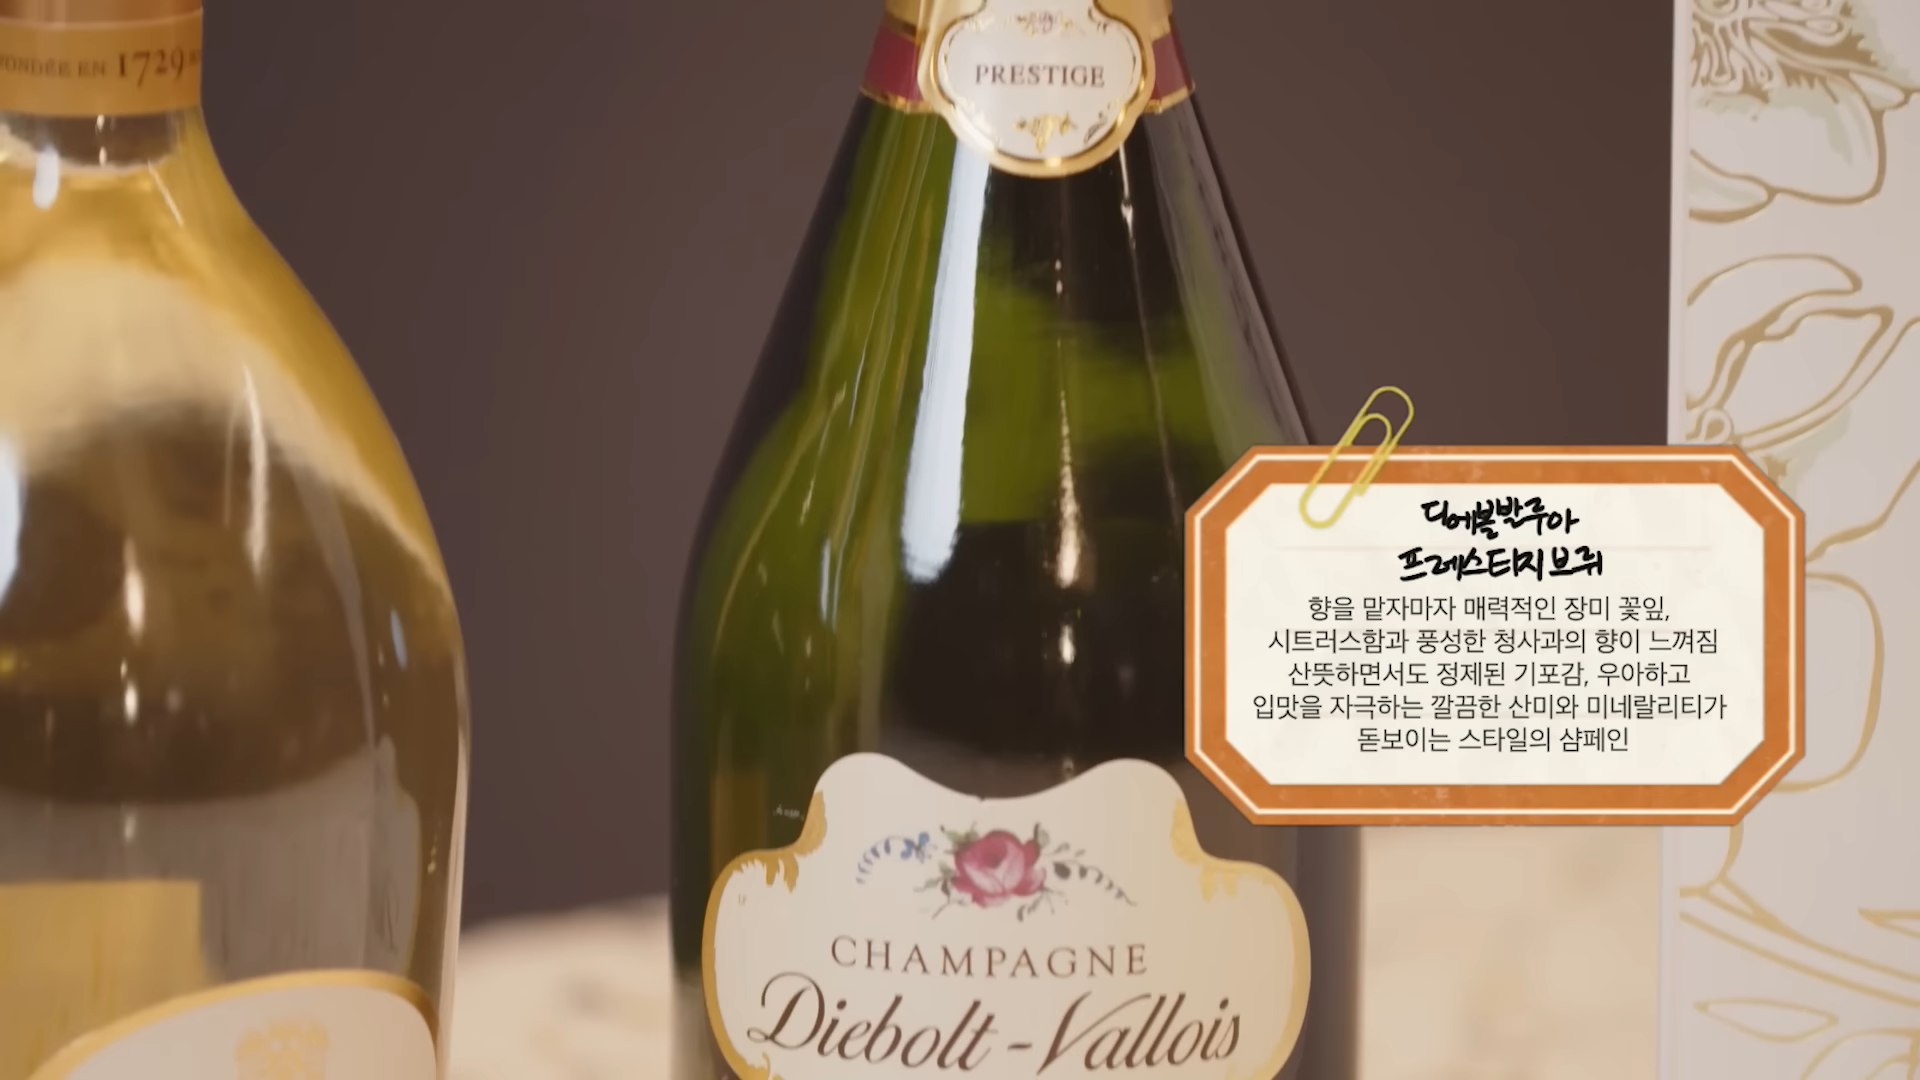 FONDÉE EN 1729
PRESTIGE
디에볼발루아
프레스티지 브뤼
향을 맡자마자 매력적인 장미 꽃잎,
시트러스함과 풍성한 청사과의 향이 느껴짐
산뜻하면서도 정제된 기포감, 우아하고
입맛을 자극하는 깔끔한 산미와 미네랄리티가
돋보이는 스타일의 샴페인
CHAMPAGNE
Diebolt-Vallois